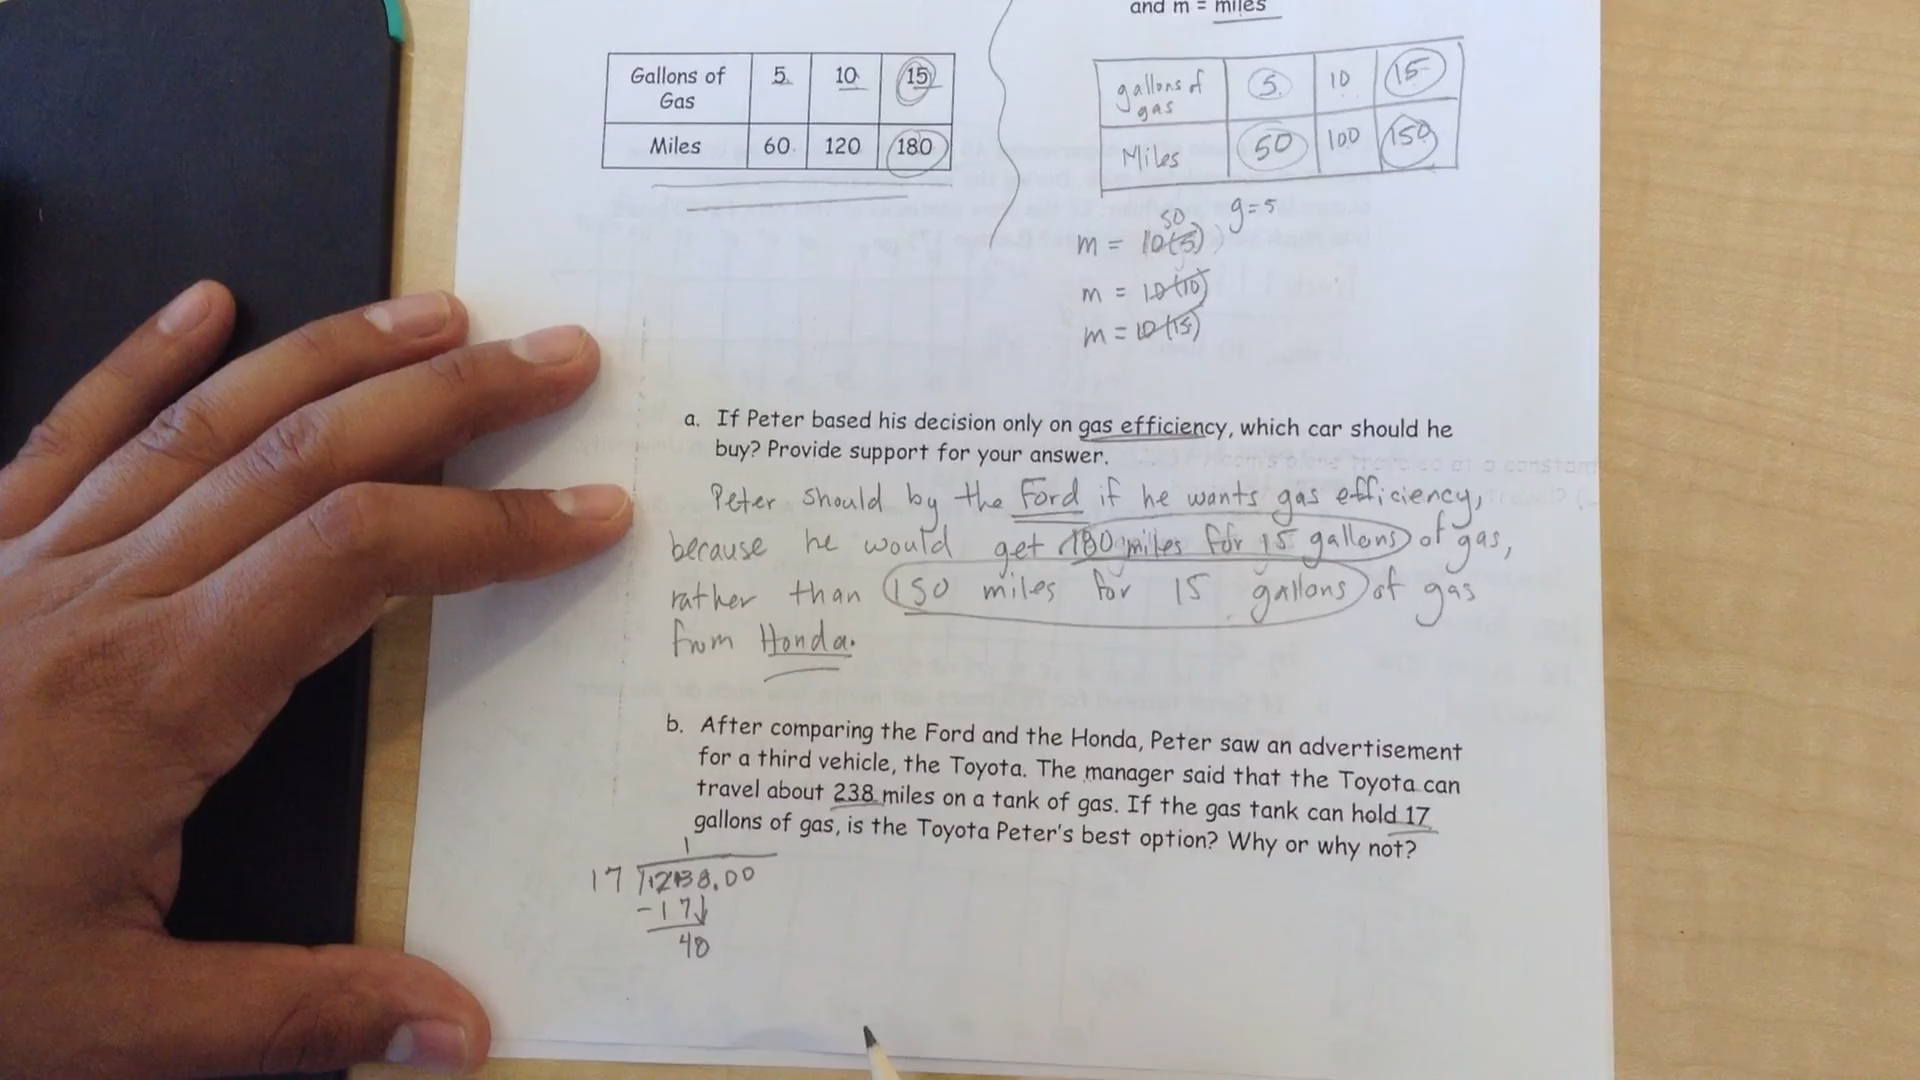 and m = miles
Gallons of Gas 5 10 15
Miles 60 120 180
gallons of gas 5 10 15
Miles 50 100 150
50 g = 5
m = 10(5)
m = 10(10)
m = 10(15)
a. If Peter based his decision only on gas efficiency, which car should he
buy? Provide support for your answer.
Peter should by the Ford if he wants gas efficiency,
because he would get 180 miles for 15 gallons of gas,
rather than 150 miles for 15 gallons of gas
from Honda.
b. After comparing the Ford and the Honda, Peter saw an advertisement
for a third vehicle, the Toyota. The manager said that the Toyota can
travel about 238 miles on a tank of gas. If the gas tank can hold 17
gallons of gas, is the Toyota Peter's best option? Why or why not?
1
17
-17